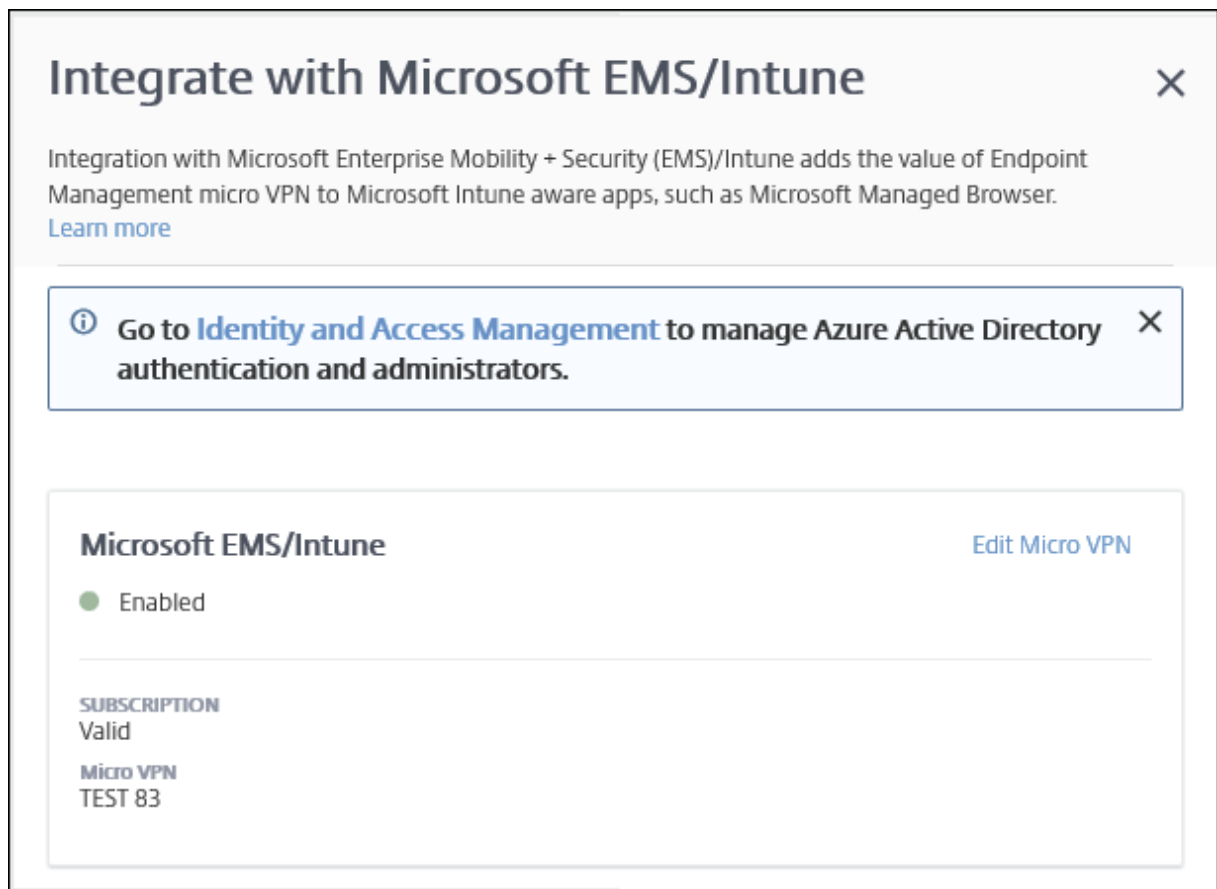 Integrate with Microsoft EMS/Intune
Integration with Microsoft Enterprise Mobility + Security (EMS)/Intune adds the value of Endpoint
Management micro VPN to Microsoft Intune aware apps, such as Microsoft Managed Browser.
Learn more
Go to Identity and Access Management to manage Azure Active Directory
authentication and administrators.
Microsoft EMS/Intune
Edit Micro VPN
Enabled
SUBSCRIPTION
Valid
Micro VPN
TEST 83